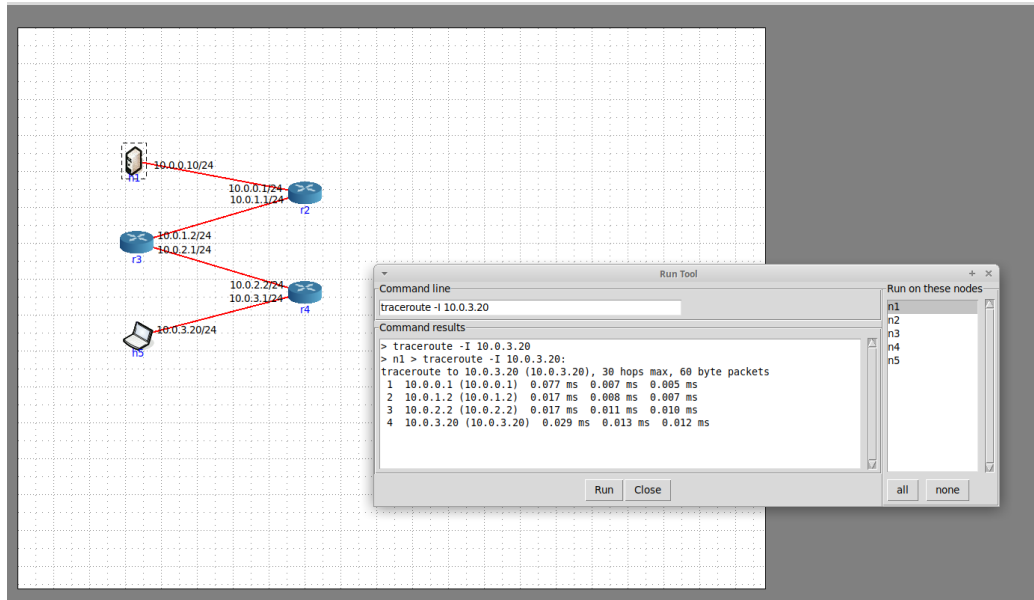 10.0.0.10/24
n1
10.0.0.1/24
10.0.1.1/24
r2
10.0.1.2/24
10.0.2.1/24
r3
10.0.2.2/24
10.0.3.1/24
r4
10.0.3.20/24
n5
Run Tool
Command line
traceroute -I 10.0.3.20
Command results
> traceroute -I 10.0.3.20
> n1 > traceroute -I 10.0.3.20:
traceroute to 10.0.3.20 (10.0.3.20), 30 hops max, 60 byte packets
1 10.0.0.1 (10.0.0.1) 0.077 ms 0.007 ms 0.005 ms
2 10.0.1.2 (10.0.1.2) 0.017 ms 0.008 ms 0.007 ms
3 10.0.2.2 (10.0.2.2) 0.017 ms 0.011 ms 0.010 ms
4 10.0.3.20 (10.0.3.20) 0.029 ms 0.013 ms 0.012 ms
Run
Close
Run on these nodes
n1
n2
n3
n4
n5
all
none